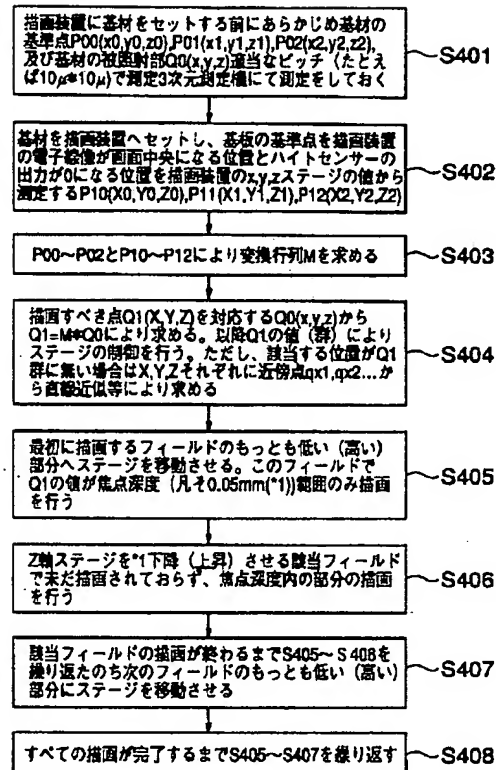 描画装置に基材をセットする前にあらかじめ基材の
基準点P00(x0,y0,z0),P01(x1,y1,z1),P02(x2,y2,z2),
及び基材の被照射部Q0(x,y,z)適当なピッチ（たとえ
ば10μ*10μ)で測定3次元測定機にて測定をしておく
S401
基材を描画装置へセットし、基板の基準点を描画装置
の電子線像が画面中央になる位置とハイトセンサーの
出力が0になる位置を描画装置のx,y,zステージの値から
測定するP10(X0,Y0,Z0),P11(X1,Y1,Z1),P12(X2,Y2,Z2)
S402
P00～P02とP10～P12により変換行列Mを求める
S403
描画すべき点Q1(X,Y,Z)を対応するQ0(x,y,z)から
Q1=M*Q0により求める。以降Q1の値（群）により
ステージの制御を行う。ただし、該当する位置がQ1
群に無い場合はX,Y,Zそれぞれに近傍点qx1,qx2...か
ら直線近似等により求める
S404
最初に描画するフィールドのもっとも低い（高い）
部分へステージを移動させる。このフィールドで
Q1の値が焦点深度（凡そ0.05mm(*1))範囲のみ描画
を行う
S405
Z軸ステージを*1下降（上昇）させる該当フィールド
で未だ描画されておらず、焦点深度内の部分の描画
を行う
S406
該当フィールドの描画が終わるまでS405～S406を
繰り返たのち次のフィールドのもっとも低い（高い）
部分にステージを移動させる
S407
すべての描画が完了するまでS405～S407を繰り返す
S408